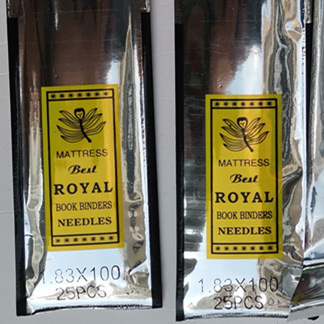 MATTRESS
Best
ROYAL
BOOK BINDERS
NEEDLES
1.83X100
25PCS
MATTRESS
Best
ROYAL
BOOK BINDERS
NEEDLES
1.83X100
25PCS